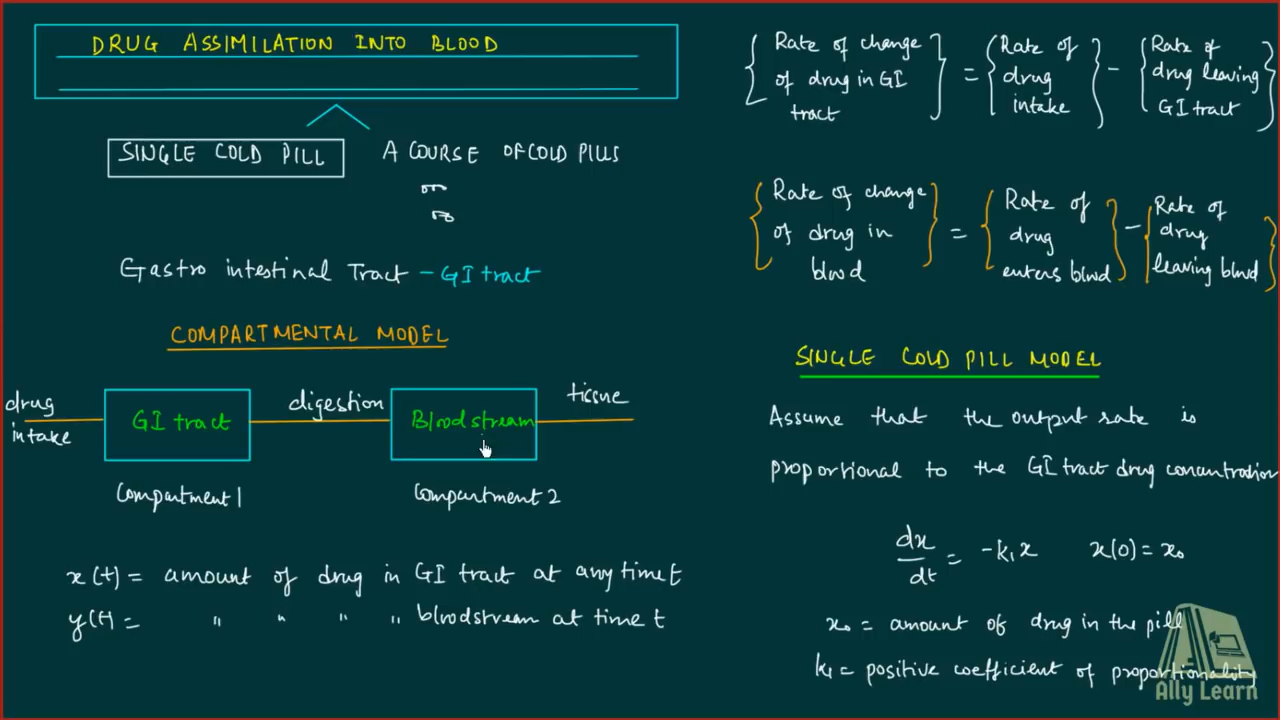 DRUG ASSIMILATION INTO BLOOD
SINGLE COLD PILL
A COURSE OF COLD PILLS
Gastro intestinal Tract - GI tract
COMPARTMENTAL MODEL
drug intake
GI tract
digestion
Bloodstream
tissue
Compartment 1
Compartment 2
x(t) = amount of drug in GI tract at any time t
y(t) = " " " " bloodstream at time t
{ Rate of change of drug in GI tract } = { Rate of drug intake } - { Rate of drug leaving GI tract }
{ Rate of change of drug in blood } = { Rate of drug enters blood } - { Rate of drug leaving blood }
SINGLE COLD PILL MODEL
Assume that the output rate is
proportional to the GI tract drug concentration
dx/dt = -k₁x x(0) = x₀
x₀ = amount of drug in the pill
k₁ = positive coefficient of proportionality
Ally Learn